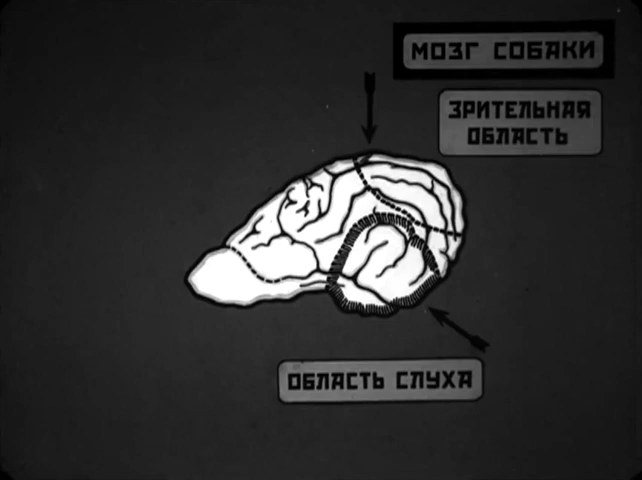 МОЗГ СОБАКИ
ЗРИТЕЛЬНАЯ
ОБЛАСТЬ
ОБЛАСТЬ СЛУХА